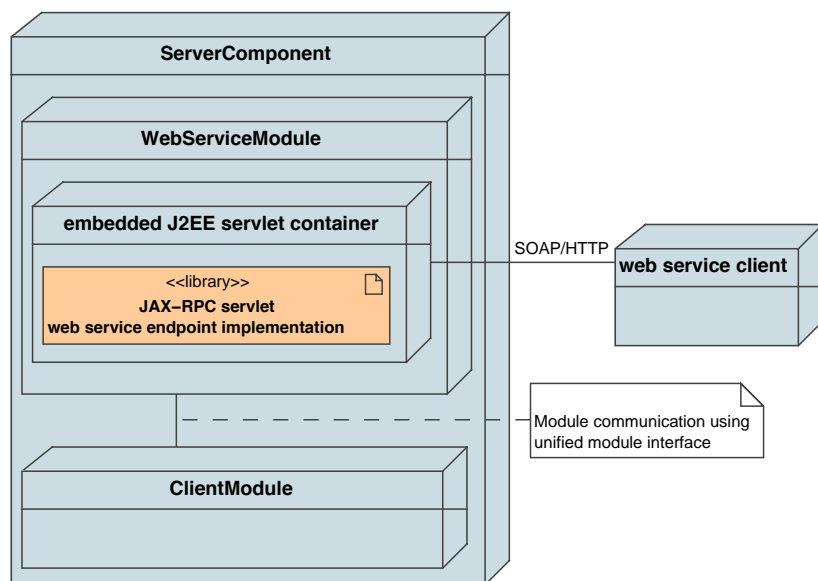 ServerComponent
WebServiceModule
embedded J2EE servlet container
<<library>>
JAX−RPC servlet
web service endpoint implementation
SOAP/HTTP
web service client
Module communication using
unified module interface
ClientModule